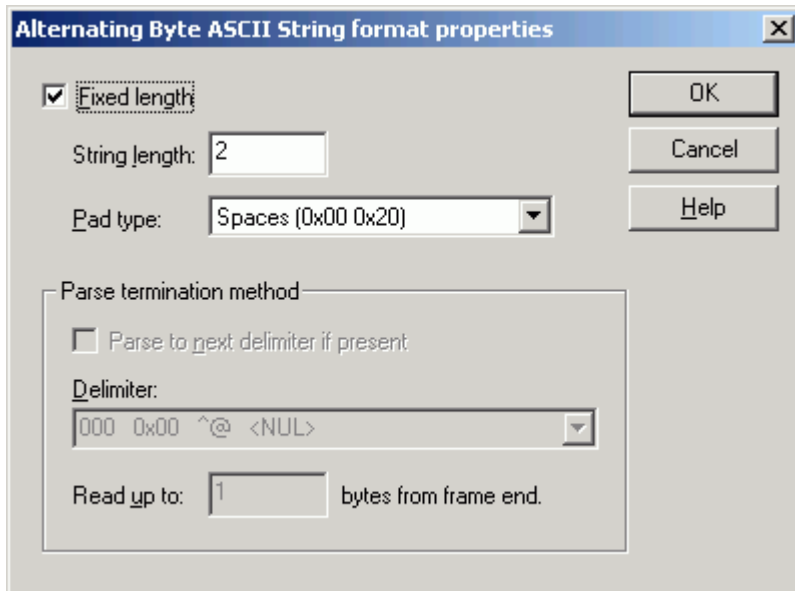 Alternating Byte ASCII String format properties
Fixed length
OK
String length: 2
Cancel
Pad type: Spaces (0x00 0x20)
Help
Parse termination method
Parse to next delimiter if present
Delimiter:
000 0x00 ^@ <NUL>
Read up to: 1 bytes from frame end.